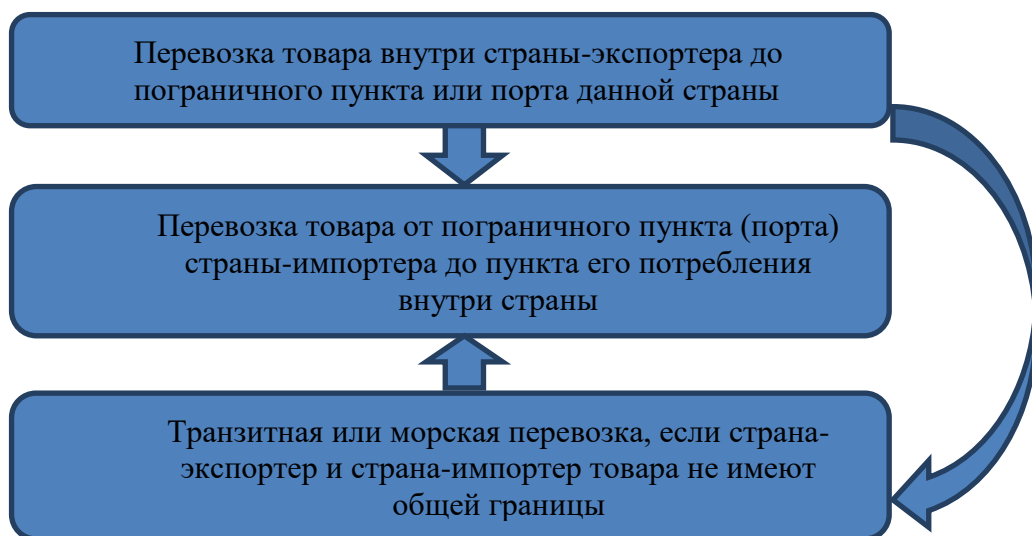 Перевозка товара внутри страны-экспортера до
пограничного пункта или порта данной страны
Перевозка товара от пограничного пункта (порта)
страны-импортера до пункта его потребления
внутри страны
Транзитная или морская перевозка, если страна-
экспортер и страна-импортер товара не имеют
общей границы